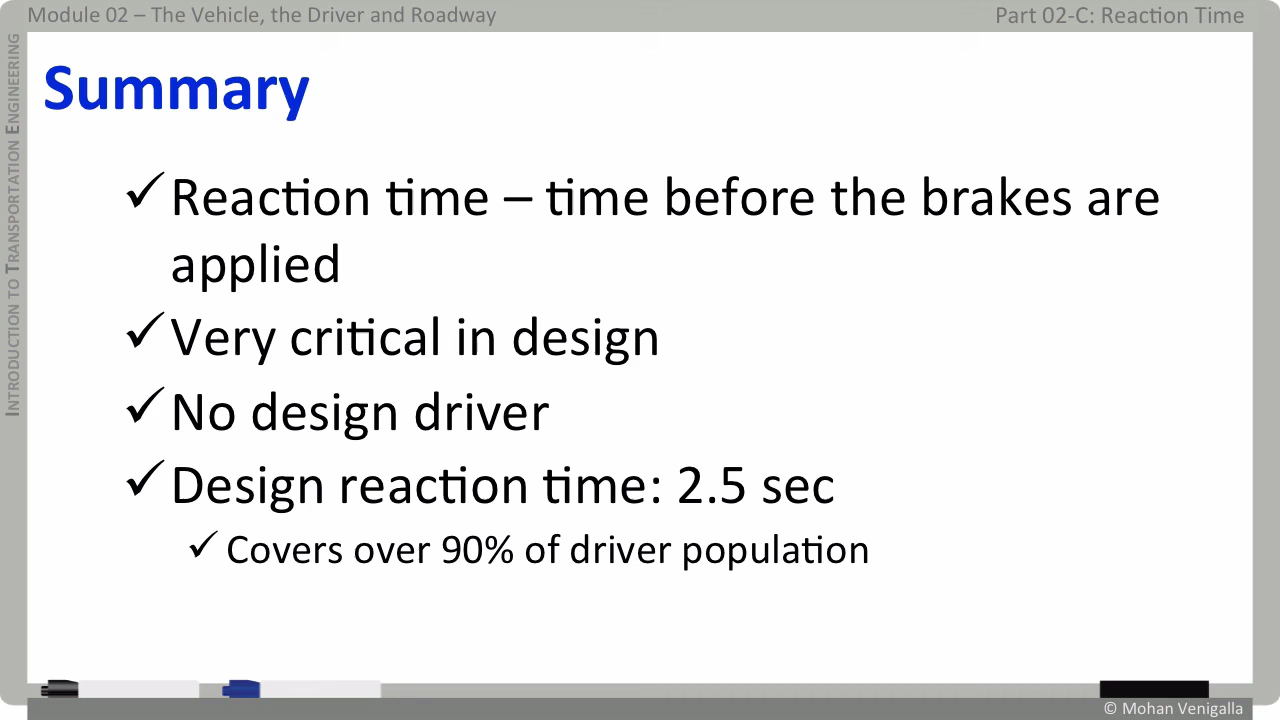 Module 02 – The Vehicle, the Driver and Roadway
Part 02-C: Reaction Time
INTRODUCTION TO TRANSPORTATION ENGINEERING
Summary
✓ Reaction time – time before the brakes are
applied
✓ Very critical in design
✓ No design driver
✓ Design reaction time: 2.5 sec
✓ Covers over 90% of driver population
© Mohan Venigalla